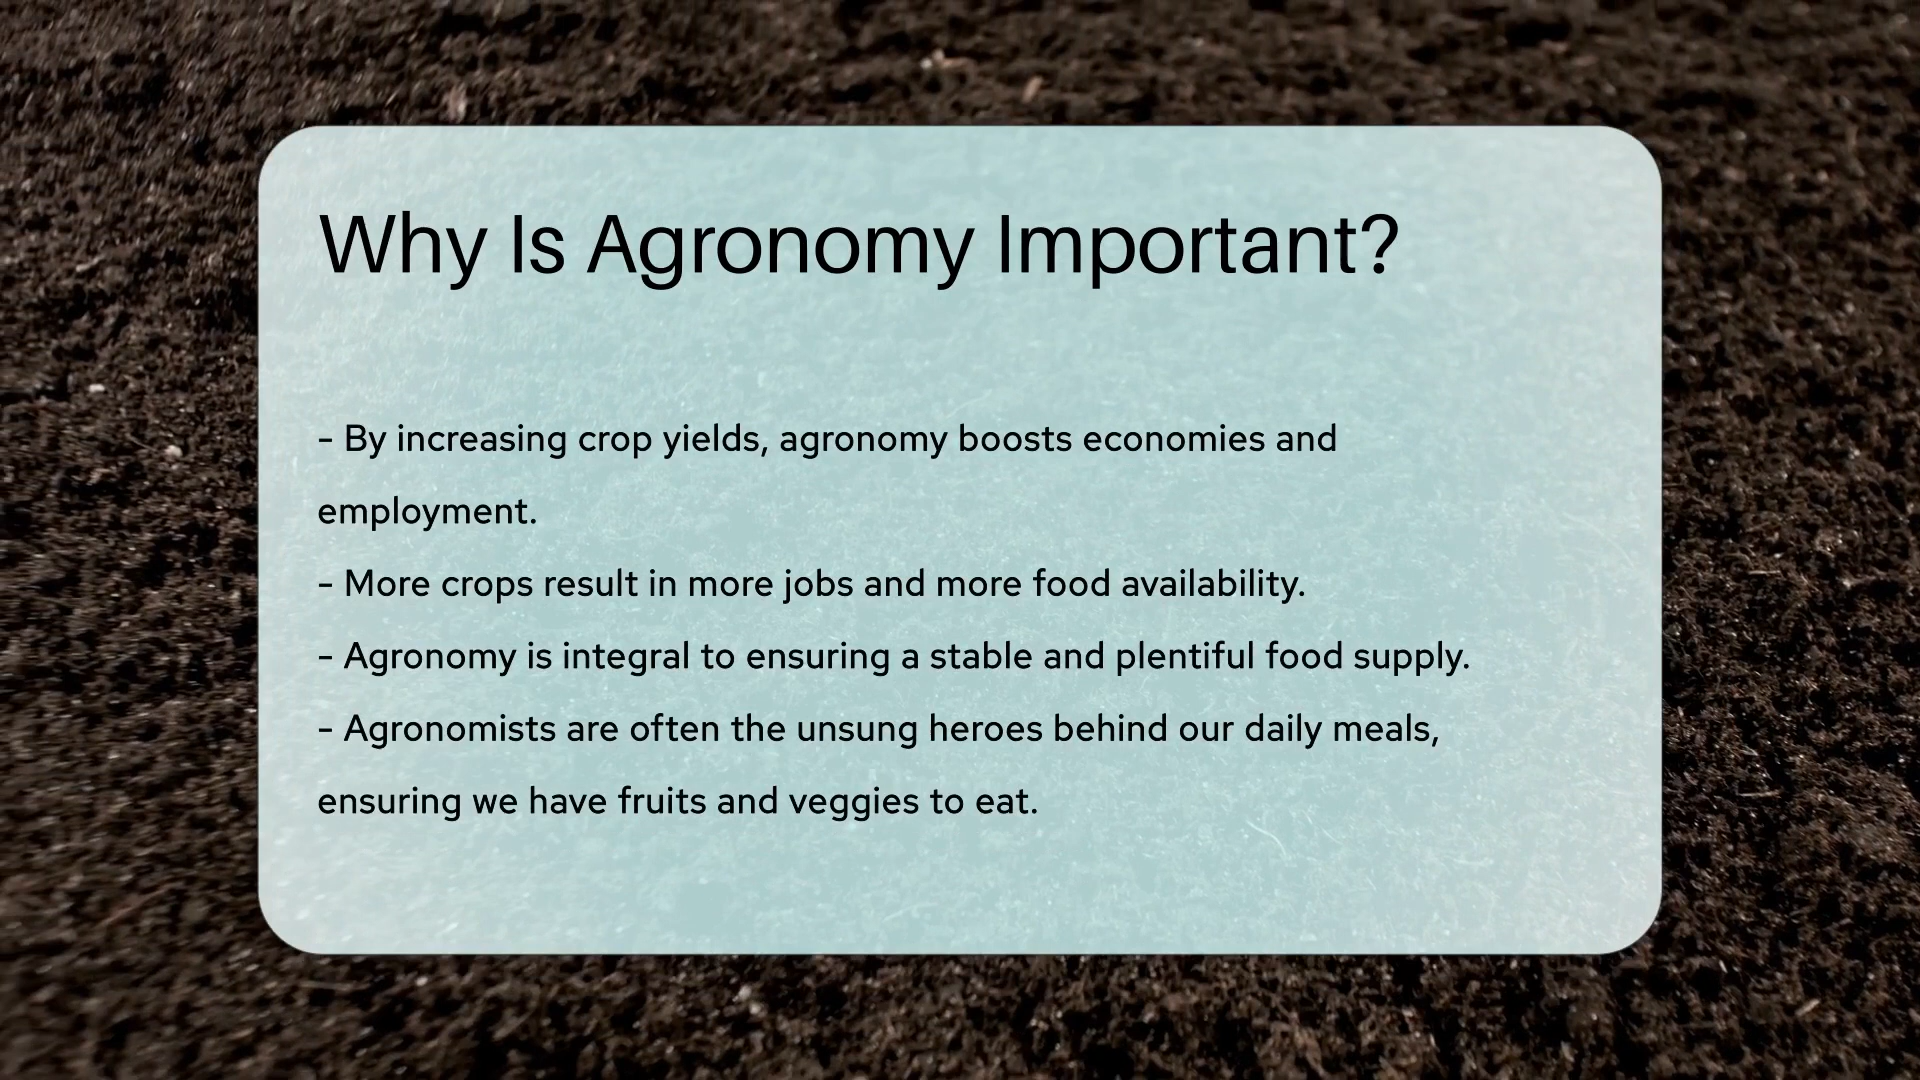 Why Is Agronomy Important?
- By increasing crop yields, agronomy boosts economies and
employment.
- More crops result in more jobs and more food availability.
- Agronomy is integral to ensuring a stable and plentiful food supply.
- Agronomists are often the unsung heroes behind our daily meals,
ensuring we have fruits and veggies to eat.